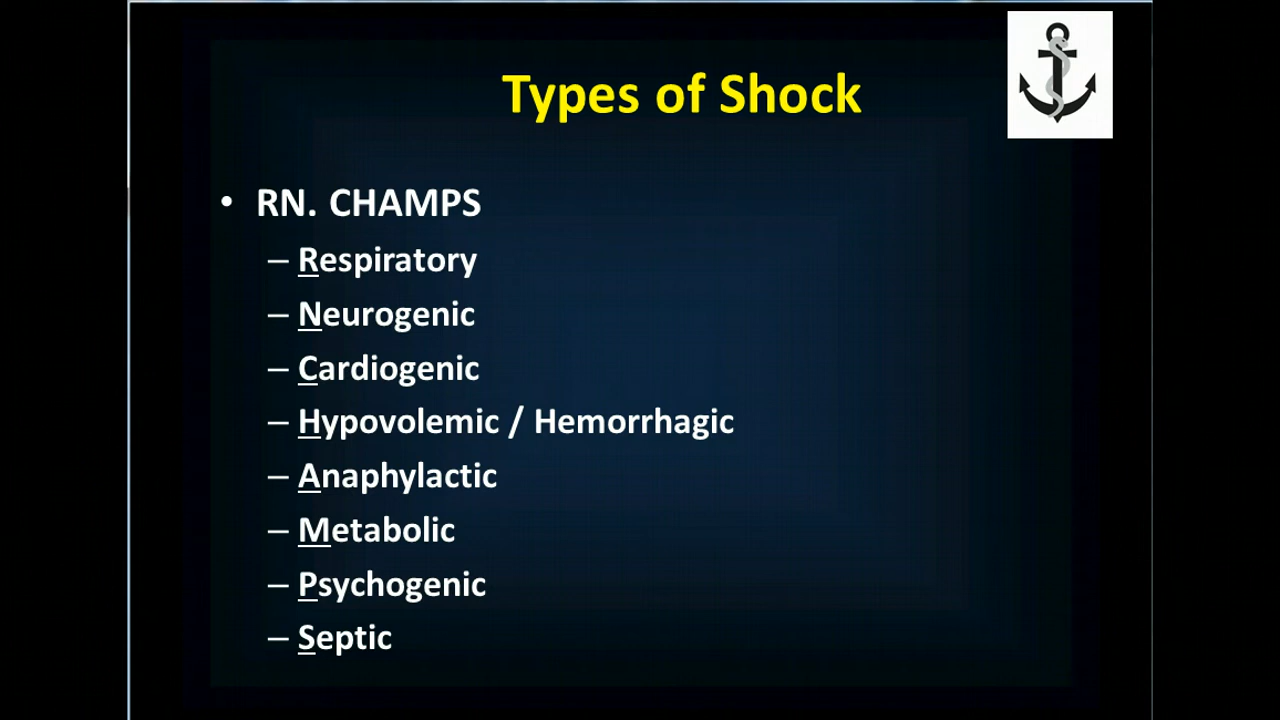 Types of Shock
• RN. CHAMPS
– Respiratory
– Neurogenic
– Cardiogenic
– Hypovolemic / Hemorrhagic
– Anaphylactic
– Metabolic
– Psychogenic
– Septic